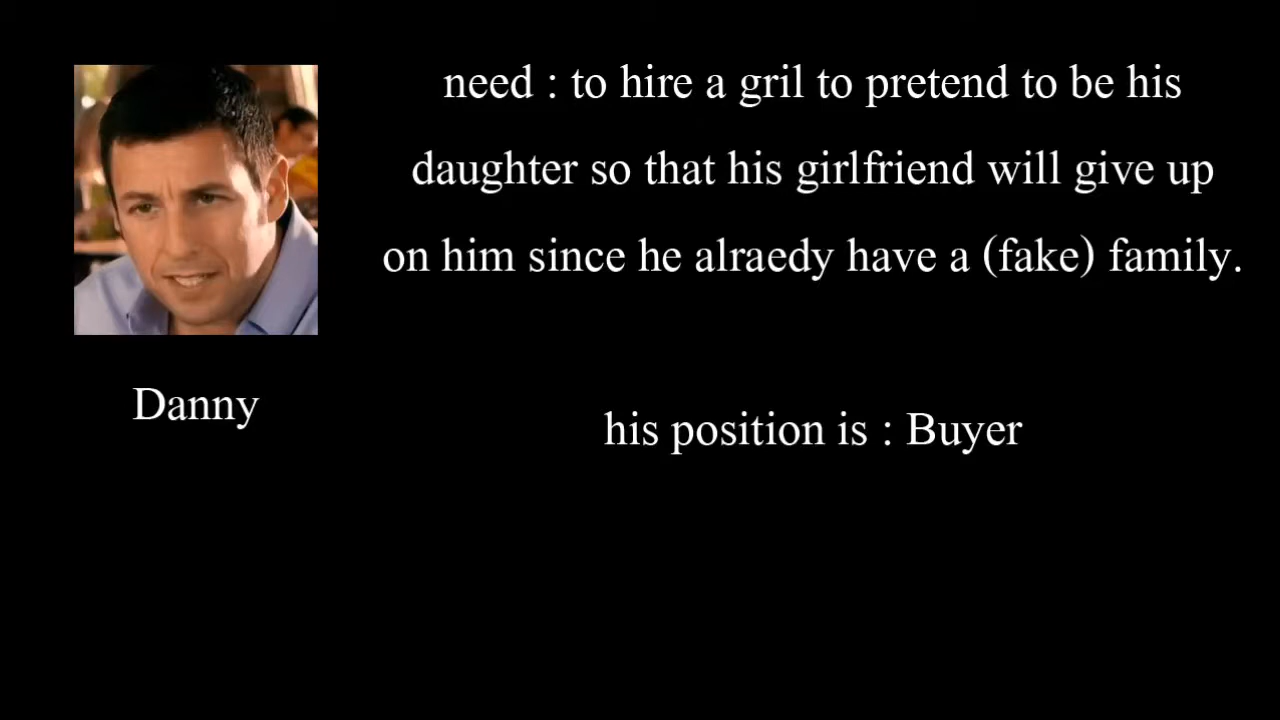 need : to hire a gril to pretend to be his
daughter so that his girlfriend will give up
on him since he alraedy have a (fake) family.
Danny
his position is : Buyer